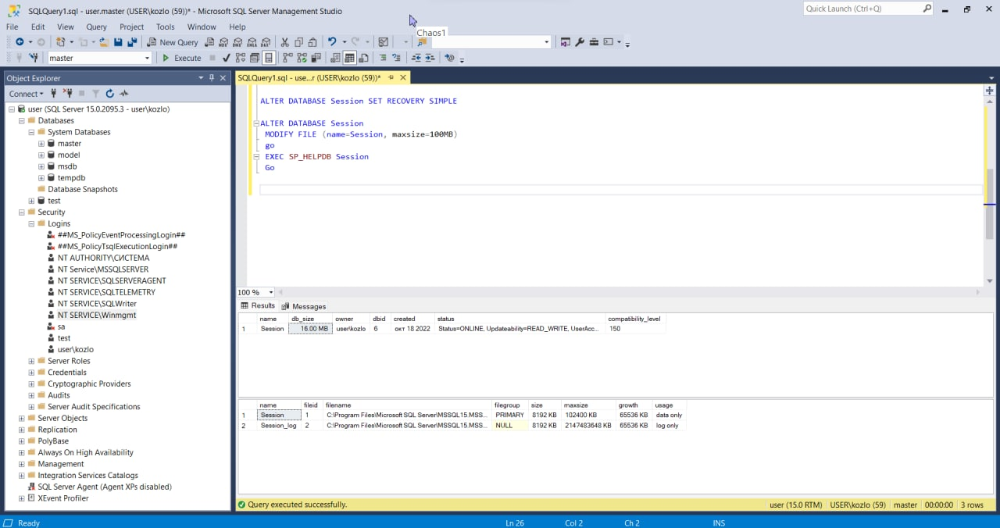 SQLQuery1.sql - user.master (USER\kozlo (59))* - Microsoft SQL Server Management Studio
Quick Launch (Ctrl+Q)
File Edit View Query Project Tools Window Help
Chaos1
New Query
master Execute
Object Explorer
Connect
user (SQL Server 15.0.2095.3 - user\kozlo)
Databases
System Databases
master
model
msdb
tempdb
Database Snapshots
test
Security
Logins
##MS_PolicyEventProcessingLogin##
##MS_PolicyTsqlExecutionLogin##
NT AUTHORITY\СИСТЕМА
NT Service\MSSQLSERVER
NT SERVICE\SQLSERVERAGENT
NT SERVICE\SQLTELEMETRY
NT SERVICE\SQLWriter
NT SERVICE\Winmgmt
sa
test
user\kozlo
Server Roles
Credentials
Cryptographic Providers
Audits
Server Audit Specifications
Server Objects
Replication
PolyBase
Always On High Availability
Management
Integration Services Catalogs
SQL Server Agent (Agent XPs disabled)
XEvent Profiler
SQLQuery1.sql - use...r (USER\kozlo (59))*
ALTER DATABASE Session SET RECOVERY SIMPLE
ALTER DATABASE Session
MODIFY FILE (name=Session, maxsize=100MB)
go
EXEC SP_HELPDB Session
Go
100 %
Results Messages
name db_size owner dbid created status compatibility_level
1 Session 16.00 MB user\kozlo 6 окт 18 2022 Status=ONLINE, Updateability=READ_WRITE, UserAcc... 150
name fileid filename filegroup size maxsize growth usage
1 Session 1 C:\Program Files\Microsoft SQL Server\MSSQL15.MSS... PRIMARY 8192 KB 102400 KB 65536 KB data only
2 Session_log 2 C:\Program Files\Microsoft SQL Server\MSSQL15.MSS... NULL 8192 KB 2147483648 KB 65536 KB log only
Query executed successfully. user (15.0 RTM) USER\kozlo (59) master 00:00:00 3 rows
Ready Ln 26 Col 2 Ch 2 INS